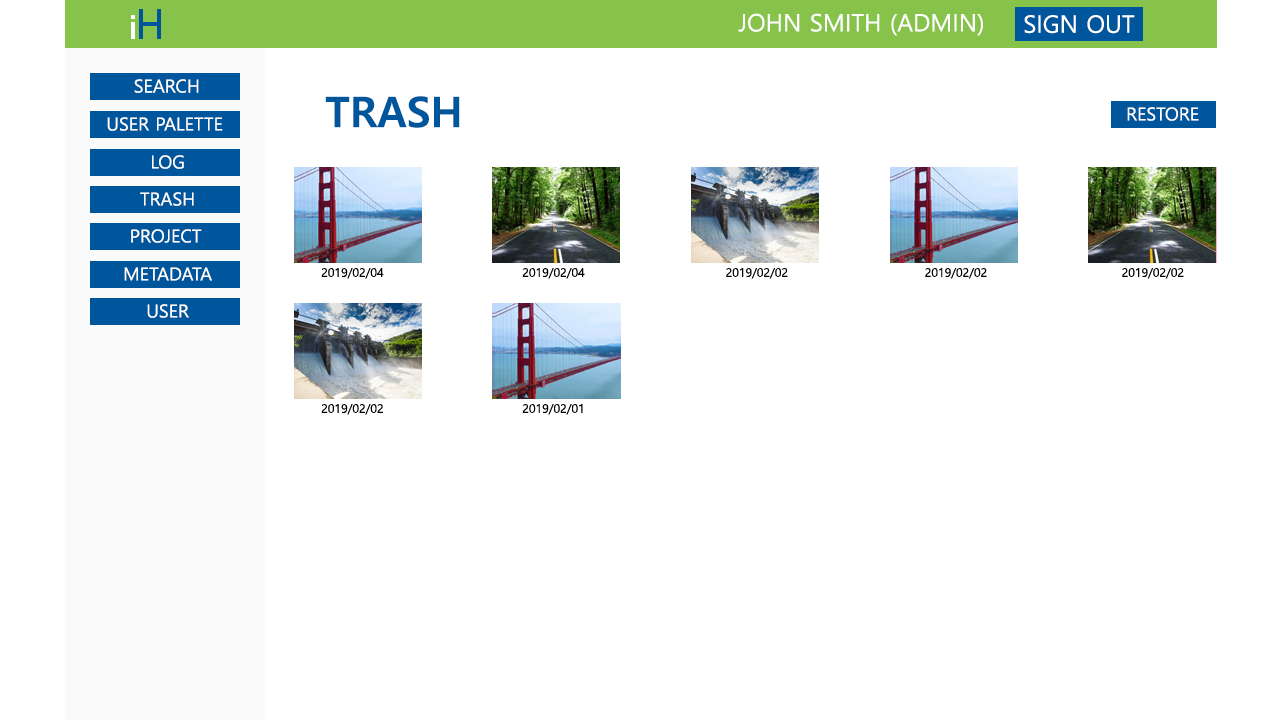 iH
JOHN SMITH (ADMIN)
SIGN OUT
SEARCH
USER PALETTE
LOG
TRASH
PROJECT
METADATA
USER
TRASH
RESTORE
2019/02/04
2019/02/04
2019/02/02
2019/02/02
2019/02/02
2019/02/02
2019/02/01